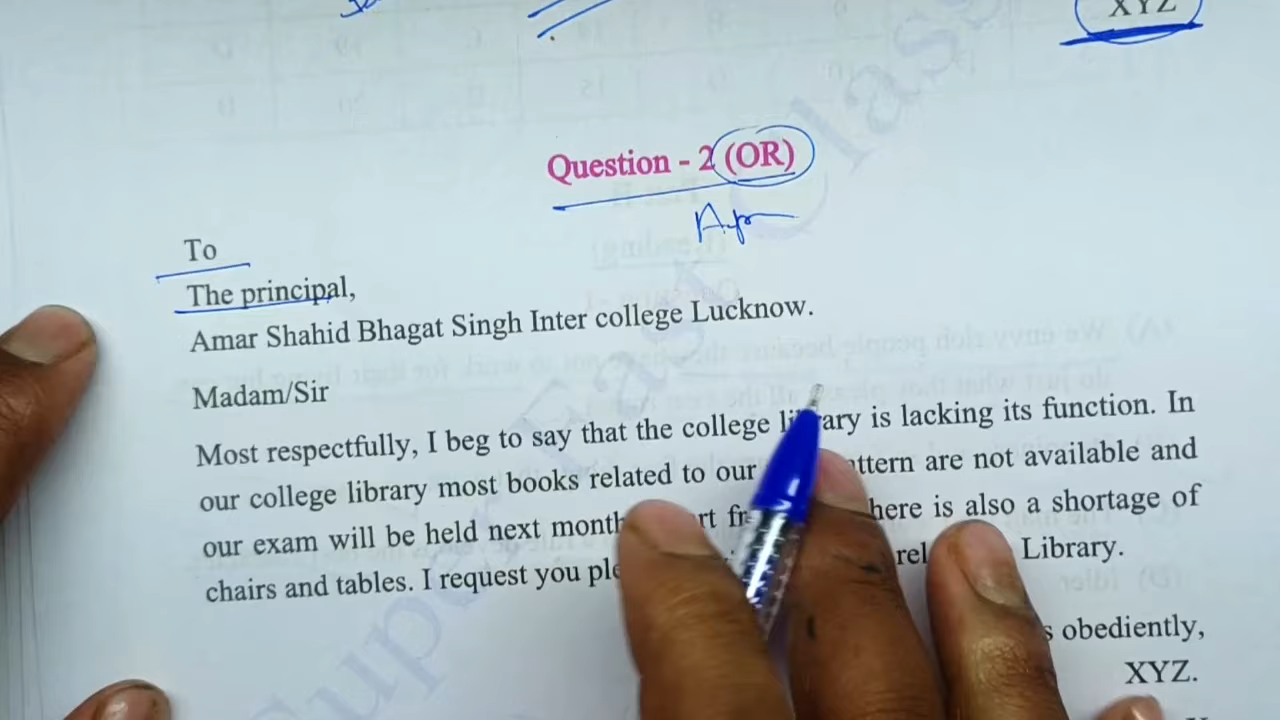 XYZ
Question - 2 (OR)
To
The principal,
Amar Shahid Bhagat Singh Inter college Lucknow.
Madam/Sir
Most respectfully, I beg to say that the college library is lacking its function. In
our college library most books related to our are not available and
our exam will be held next month here is also a shortage of
chairs and tables. I request you Library.
obediently,
XYZ.